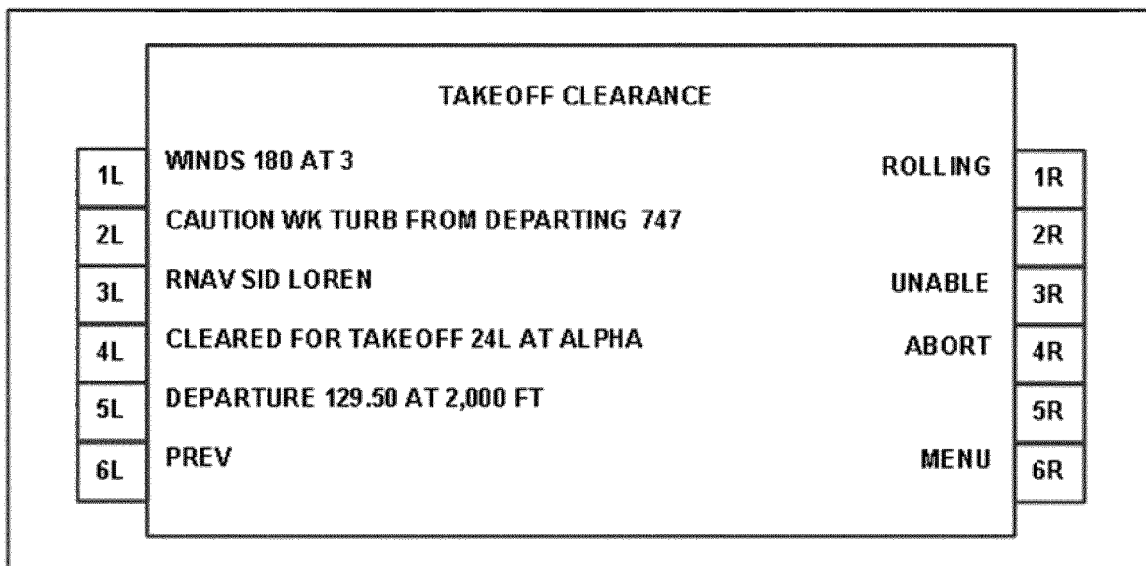 TAKEOFF CLEARANCE
1L WINDS 180 AT 3 ROLLING 1R
2L CAUTION WK TURB FROM DEPARTING 747 2R
3L RNAV SID LOREN UNABLE 3R
4L CLEARED FOR TAKEOFF 24L AT ALPHA ABORT 4R
5L DEPARTURE 129.50 AT 2,000 FT 5R
6L PREV MENU 6R